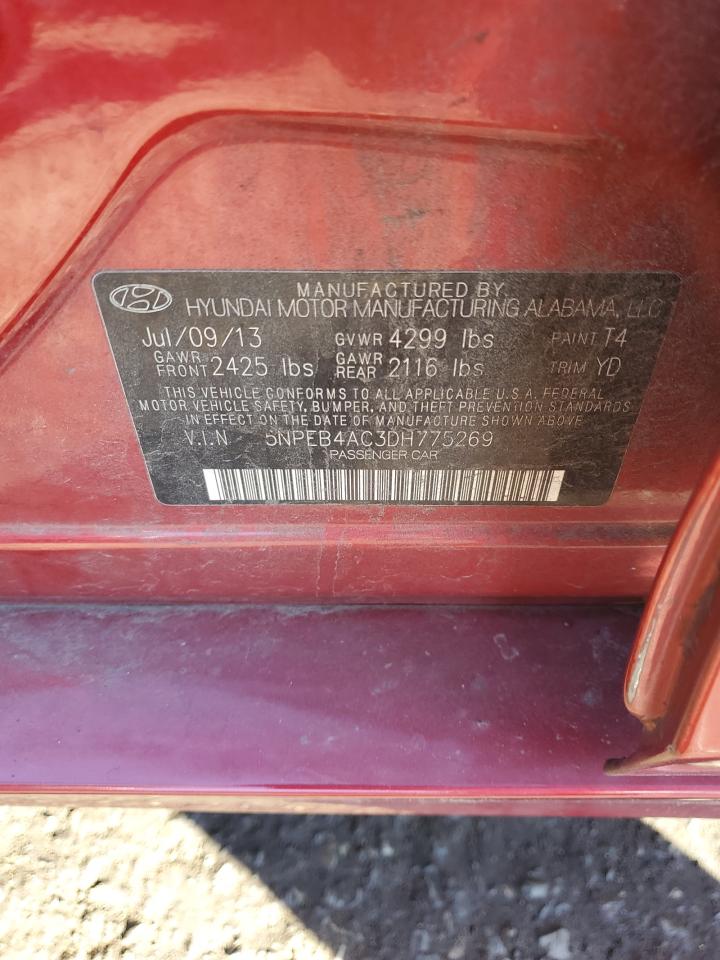 MANUFACTURED BY
HYUNDAI MOTOR MANUFACTURING ALABAMA, LLC
Jul/09/13 GVWR 4299 lbs PAINT T4
GAWR FRONT 2425 lbs GAWR REAR 2116 lbs TRIM YD
THIS VEHICLE CONFORMS TO ALL APPLICABLE U.S.A. FEDERAL
MOTOR VEHICLE SAFETY, BUMPER, AND THEFT PREVENTION STANDARDS
IN EFFECT ON THE DATE OF MANUFACTURE SHOWN ABOVE
V.I.N 5NPEB4AC3DH775269
PASSENGER CAR